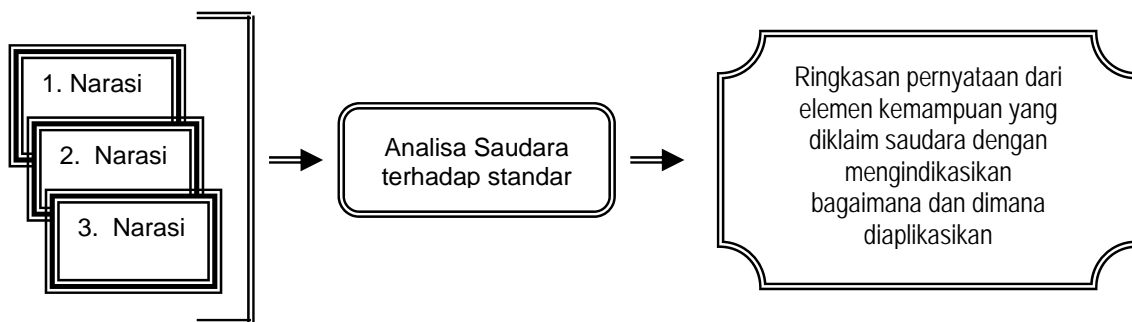 1. Narasi
2. Narasi
3. Narasi
Analisa Saudara
terhadap standar
Ringkasan pernyataan dari
elemen kemampuan yang
diklaim saudara dengan
mengindikasikan
bagaimana dan dimana
diaplikasikan